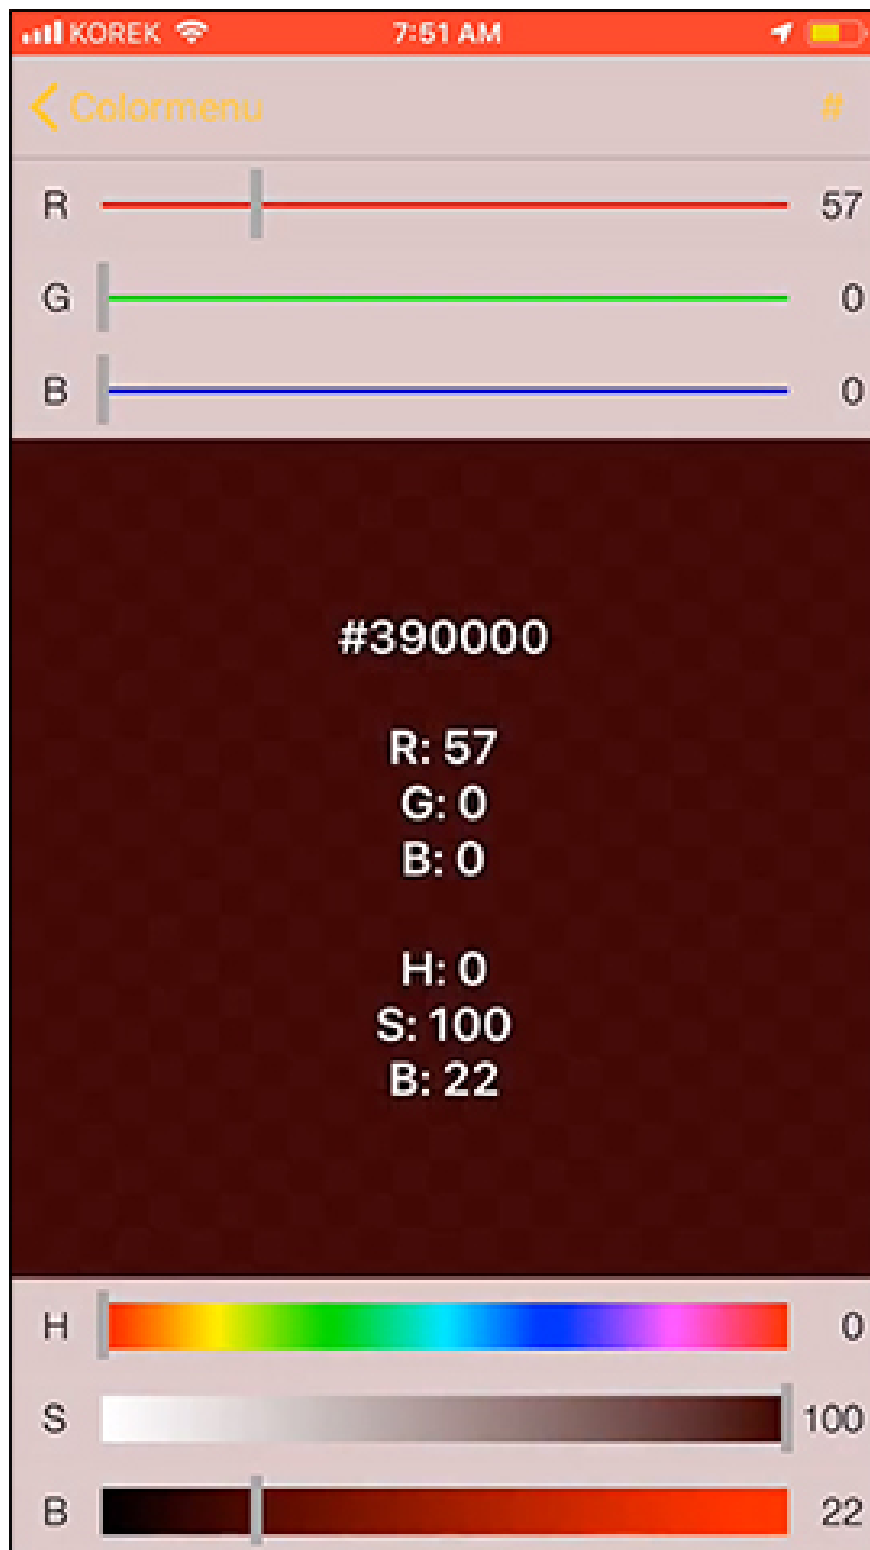 KOREK 7:51 AM
Colormenu #
R 57
G 0
B 0
#390000
R: 57
G: 0
B: 0
H: 0
S: 100
B: 22
H 0
S 100
B 22